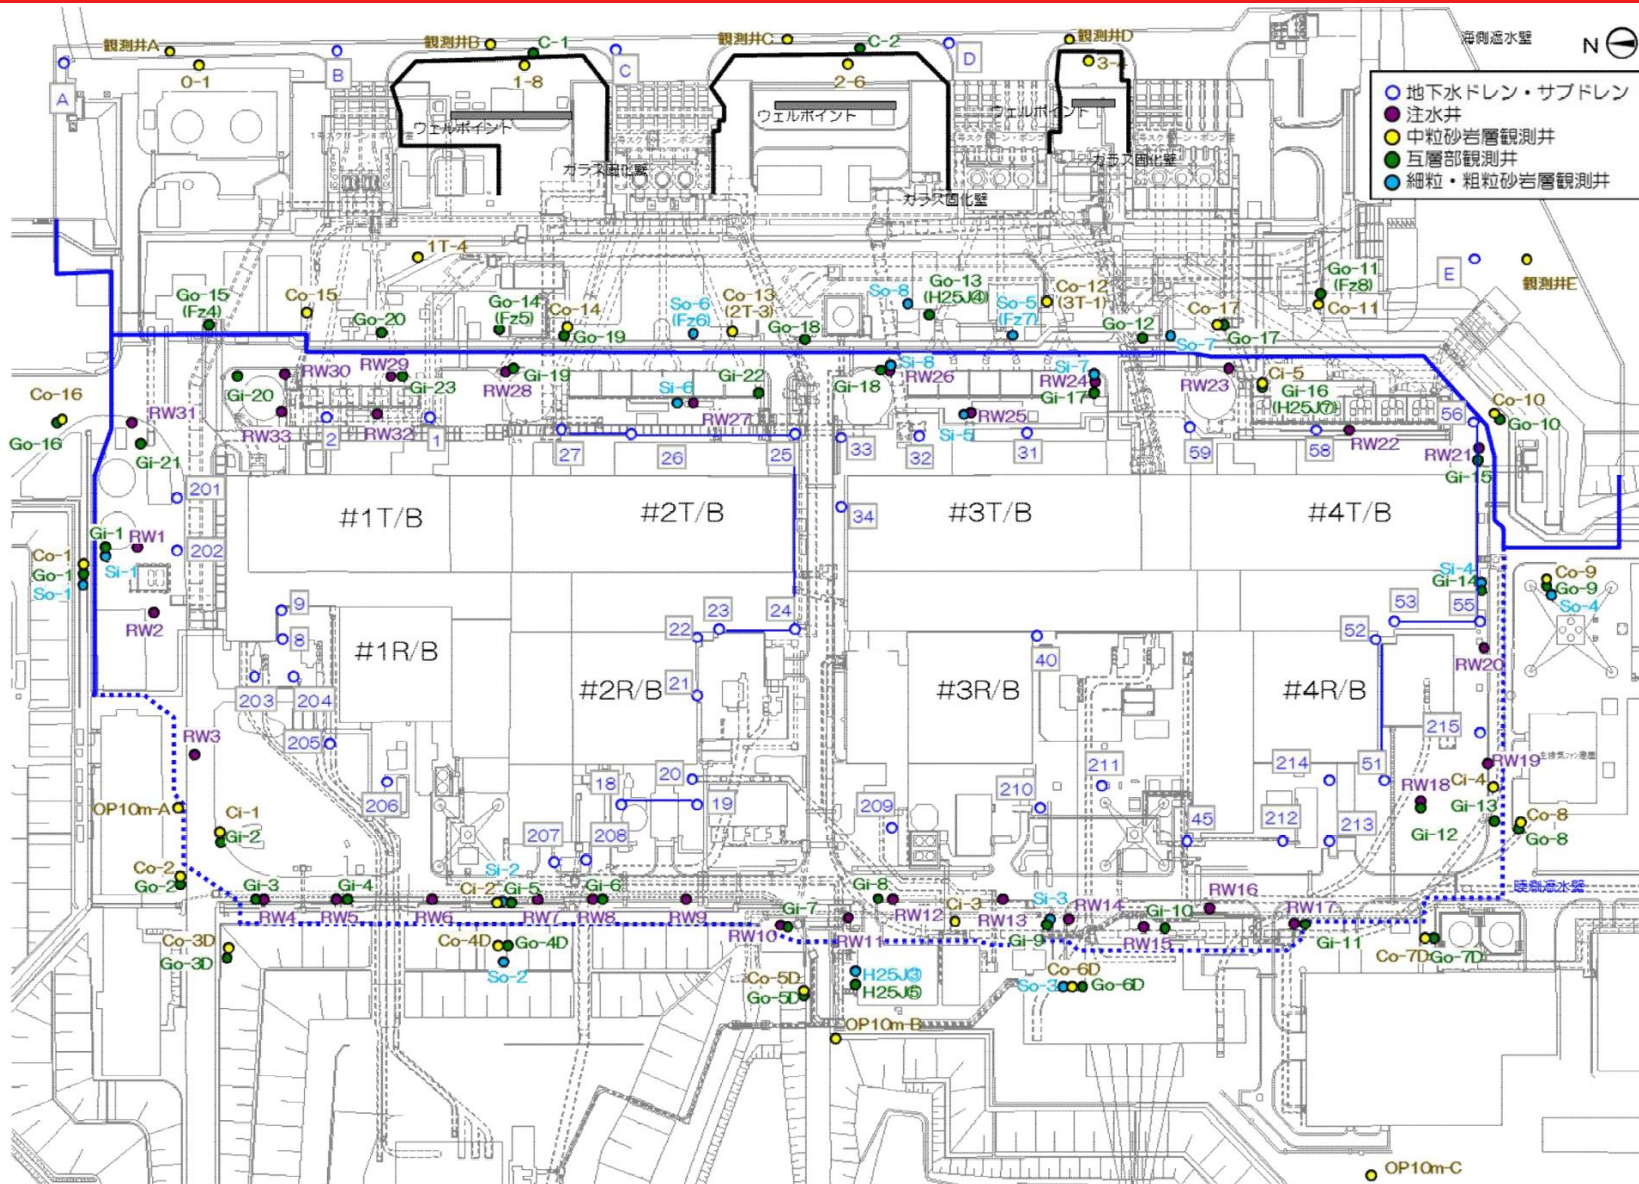 海側遮水壁
N
地下水ドレン・サブドレン
注水井
中粒砂岩層観測井
互層部観測井
細粒・粗粒砂岩層観測井
観測井A
0-1
A
B
観測井B
C-1
1-8
C
観測井C
C-2
2-6
D
観測井D
ウェルポイント
ウェルポイント
ウェルポイント
ガラス固化壁
ガラス固化壁
ガラス固化壁
1T-4
E
観測井E
Go-15
(Fz4)
Co-15
Go-20
Go-14
(Fz5)
Co-14
Go-19
So-6
(Fz6)
Co-13
(2T-3)
Go-18
So-8
Go-13
(H25J④)
So-5
(Fz7)
Co-12
(3T-1)
Go-12
So-7
Co-17
Go-17
Go-11
(Fz8)
Co-11
Co-16
Go-16
RW31
Gi-21
Gi-20
RW30
RW33
RW29
Gi-23
RW32
RW28
Gi-19
Si-6
RW27
Gi-22
Gi-18
Si-8
RW26
Si-5
RW25
Si-7
RW24
Gi-17
RW23
Ci-5
Gi-16
(H25J⑦)
RW22
Co-10
Go-10
RW21
Gi-15
2
1
27
26
25
33
32
31
59
58
56
34
201
202
#1T/B
#2T/B
#3T/B
#4T/B
Gi-1
RW1
Si-1
Co-1
Go-1
So-1
RW2
Si-4
Gi-14
Co-9
Go-9
So-4
RW20
9
8
203
204
205
206
#1R/B
#2R/B
#3R/B
#4R/B
22
23
24
21
40
52
53
55
51
215
RW3
OP10m-A
Ci-1
Gi-2
Co-2
Go-2
18
19
20
207
208
209
210
211
45
212
213
214
RW18
Gi-12
RW19
Ci-4
Gi-13
Co-8
Go-8
主排気ファン建屋
陸側遮水壁
Gi-3
RW4
RW5
Gi-4
RW6
Si-2
Ci-2
Gi-5
RW7
Gi-6
RW8
RW9
RW10
Gi-7
RW11
Gi-8
RW12
Ci-3
RW13
Si-3
Gi-9
RW14
RW15
Gi-10
RW16
RW17
Gi-11
Co-3D
Go-3D
Co-4D
Go-4D
So-2
Co-5D
Go-5D
H25J③
H25J⑤
Co-6D
So-3
Go-6D
Co-7D
Go-7D
OP10m-B
OP10m-C